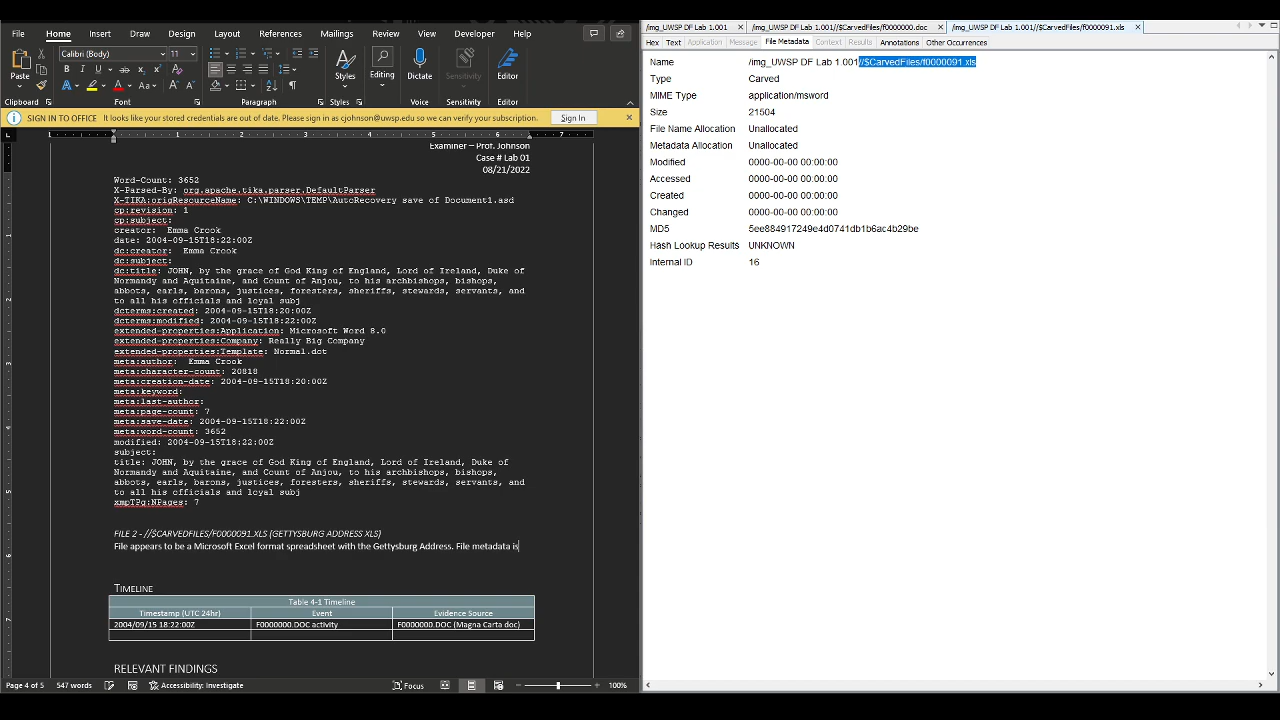 File
Home
Insert
Draw
Design
Layout
References
Mailings
Review
View
Developer
Help
Calibri (Body)
11
Paste
Styles
Editing
Dictate
Sensitivity
Clipboard
Font
Paragraph
Styles
Voice
Sensitivity
SIGN IN TO OFFICE It looks like your stored credentials are out of date. Please sign in as cjohnson@uwsp.edu so we can verify your subscription. Sign In
1 1 2 3 4 5 6 7
Examiner – Prof. Johnson
Case # Lab 01
08/21/2022
Word-Count: 3652
X-Parsed-By: org.apache.tika.parser.DefaultParser
X-TIKA:origResourceName: C:\WINDOWS\TEMP\AutoRecovery save of Document1.asd
cp:revision: 1
cp:subject:
creator: Emma Crook
date: 2004-09-15T18:22:00Z
dc:creator: Emma Crook
dc:subject:
dc:title: JOHN, by the grace of God King of England, Lord of Ireland, Duke of
Normandy and Aquitaine, and Count of Anjou, to his archbishops, bishops,
abbots, earls, barons, justices, foresters, sheriffs, stewards, servants, and
to all his officials and loyal subj
dcterms:created: 2004-09-15T18:20:00Z
dcterms:modified: 2004-09-15T18:22:00Z
extended-properties:Application: Microsoft Word 8.0
extended-properties:Company: Really Big Company
extended-properties:Template: Normal.dot
meta:author: Emma Crook
meta:character-count: 20818
meta:creation-date: 2004-09-15T18:20:00Z
meta:keyword:
meta:last-author:
meta:page-count: 7
meta:save-date: 2004-09-15T18:22:00Z
meta:word-count: 3652
modified: 2004-09-15T18:22:00Z
subject:
title: JOHN, by the grace of God King of England, Lord of Ireland, Duke of
Normandy and Aquitaine, and Count of Anjou, to his archbishops, bishops,
abbots, earls, barons, justices, foresters, sheriffs, stewards, servants, and
to all his officials and loyal subj
xmpTPg:NPages: 7
FILE 2 - //$CARVEDFILES/F0000091.XLS (GETTYSBURG ADDRESS XLS)
File appears to be a Microsoft Excel format spreadsheet with the Gettysburg Address. File metadata is
TIMELINE
Table 4-1 Timeline
Timestamp (UTC 24hr) Event Evidence Source
2004/09/15 18:22:00Z F0000000.DOC activity F0000000.DOC (Magna Carta doc)
RELEVANT FINDINGS
Page 4 of 5 547 words Accessibility: Investigate Focus 100%
/img_UWSP DF Lab 1.001 /img_UWSP DF Lab 1.001//$CarvedFiles/f0000000.doc /img_UWSP DF Lab 1.001//$CarvedFiles/f0000091.xls
Hex Text Application Message File Metadata Context Results Annotations Other Occurrences
Name /img_UWSP DF Lab 1.001//$CarvedFiles/f0000091.xls
Type Carved
MIME Type application/msword
Size 21504
File Name Allocation Unallocated
Metadata Allocation Unallocated
Modified 0000-00-00 00:00:00
Accessed 0000-00-00 00:00:00
Created 0000-00-00 00:00:00
Changed 0000-00-00 00:00:00
MD5 5ee884917249e4d0741db1b6ac4b29be
Hash Lookup Results UNKNOWN
Internal ID 16